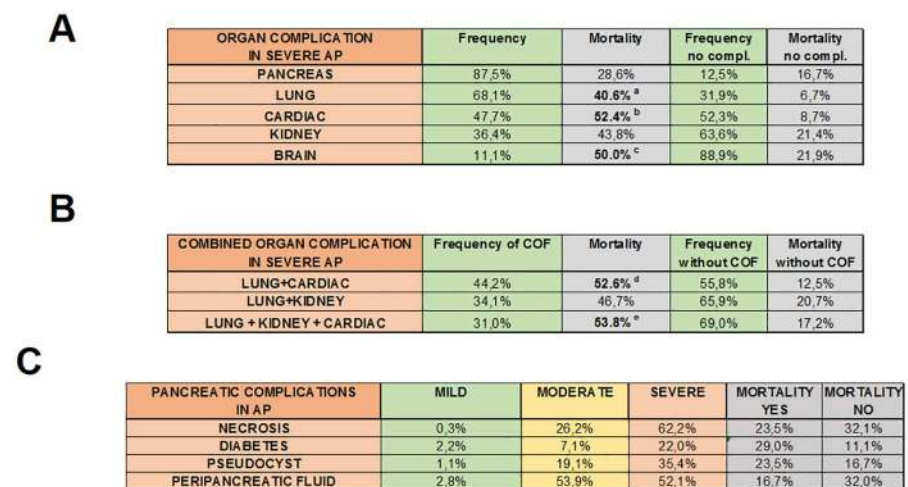 A
ORGAN COMPLICATION Frequency Mortality Frequency Mortality
IN SEVERE AP no compl. no compl.
PANCREAS 87,5% 28,6% 12,5% 16,7%
LUNG 68,1% 40.6% a 31,9% 6,7%
CARDIAC 47,7% 52.4% b 52,3% 8,7%
KIDNEY 36,4% 43,8% 63,6% 21,4%
BRAIN 11,1% 50.0% c 88,9% 21,9%
B
COMBINED ORGAN COMPLICATION Frequency of COF Mortality Frequency Mortality
IN SEVERE AP without COF without COF
LUNG+CARDIAC 44,2% 52.6% d 55,8% 12,5%
LUNG+KIDNEY 34,1% 46,7% 65,9% 20,7%
LUNG + KIDNEY + CARDIAC 31,0% 53.8% e 69,0% 17,2%
C
PANCREATIC COMPLICATIONS MILD MODERATE SEVERE MORTALITY MORTALITY
IN AP YES NO
NECROSIS 0,3% 26,2% 62,2% 23,5% 32,1%
DIABETES 2,2% 7,1% 22,0% 29,0% 11,1%
PSEUDOCYST 1,1% 19,1% 35,4% 23,5% 16,7%
PERIPANCREATIC FLUID 2,8% 53,9% 52,1% 16,7% 32,0%